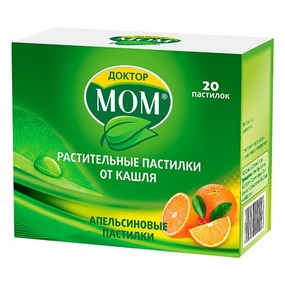 ДОКТОР
МОМ®
20
пастилок
РАСТИТЕЛЬНЫЕ ПАСТИЛКИ
ОТ КАШЛЯ
АПЕЛЬСИНОВЫЕ
ПАСТИЛКИ